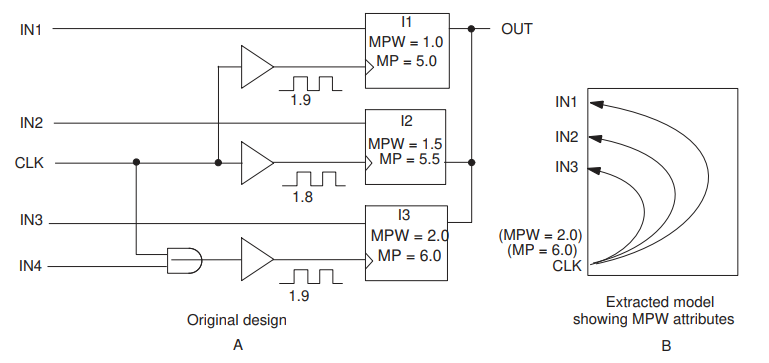 IN1
I1
MPW = 1.0
MP = 5.0
OUT
1.9
IN2
I2
MPW = 1.5
MP = 5.5
CLK
1.8
IN3
I3
MPW = 2.0
MP = 6.0
IN4
1.9
Original design
A
IN1
IN2
IN3
(MPW = 2.0)
(MP = 6.0)
CLK
Extracted model
showing MPW attributes
B